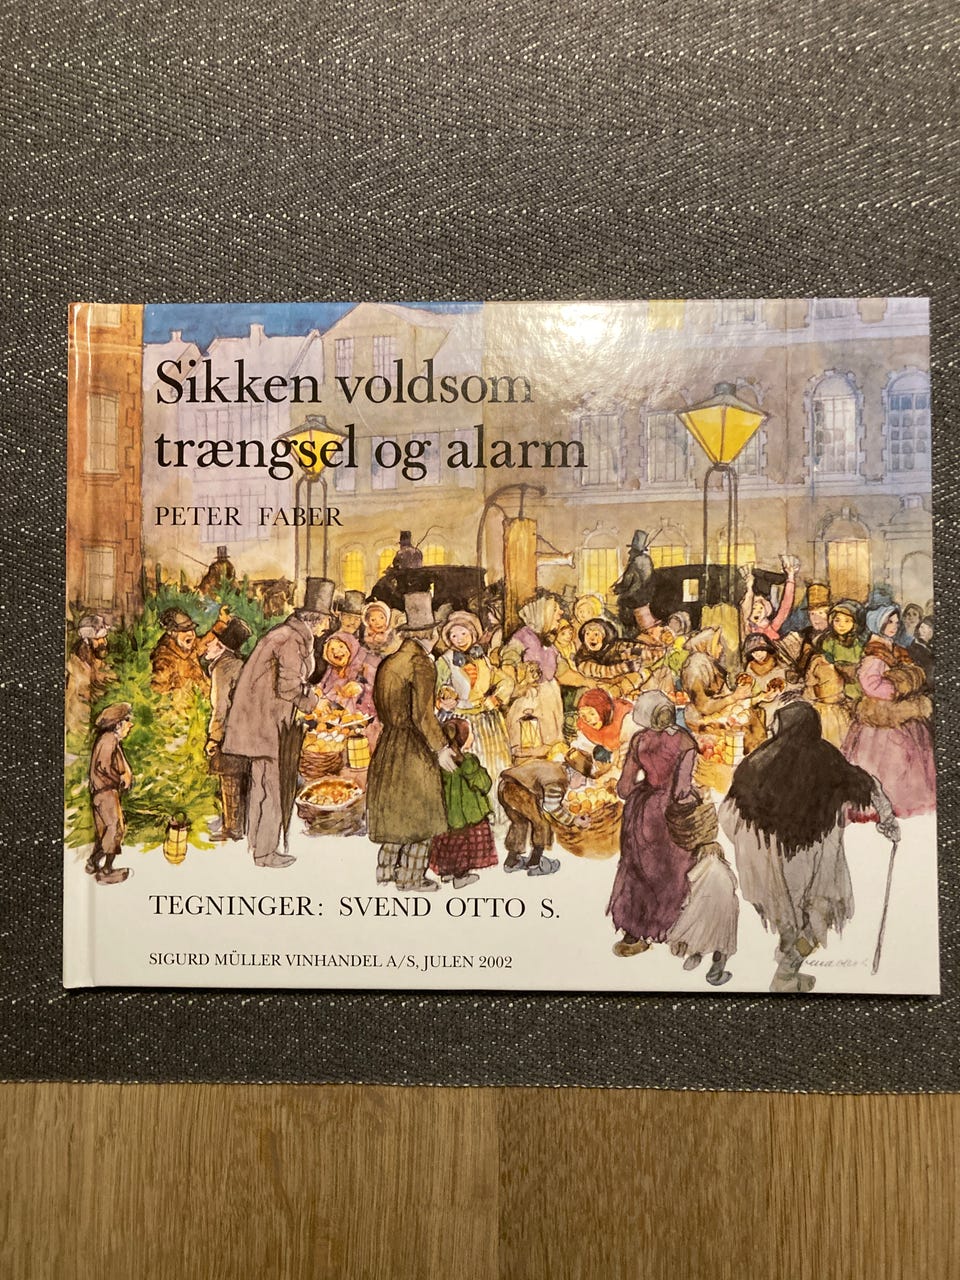 Sikken voldsom
trængsel og alarm
PETER FABER
TEGNINGER: SVEND OTTO S.
SIGURD MÜLLER VINHANDEL A/S, JULEN 2002